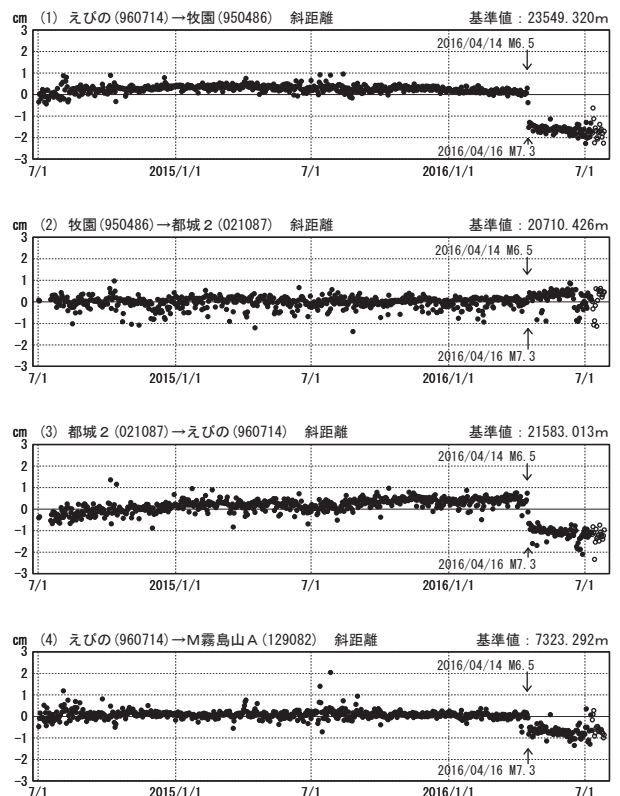 cm (1) えびの(960714)→牧園(950486) 斜距離 基準値：23549.320m
3
2016/04/14 M6.5
2
1
0
-1
-2
2016/04/16 M7.3
-3
7/1 2015/1/1 7/1 2016/1/1 7/1
cm (2) 牧園(950486)→都城２(021087) 斜距離 基準値：20710.426m
3
2016/04/14 M6.5
2
1
0
-1
-2
2016/04/16 M7.3
-3
7/1 2015/1/1 7/1 2016/1/1 7/1
cm (3) 都城２(021087)→えびの(960714) 斜距離 基準値：21583.013m
3
2016/04/14 M6.5
2
1
0
-1
-2
2016/04/16 M7.3
-3
7/1 2015/1/1 7/1 2016/1/1 7/1
cm (4) えびの(960714)→Ｍ霧島山Ａ(129082) 斜距離 基準値：7323.292m
3
2016/04/14 M6.5
2
1
0
-1
-2
2016/04/16 M7.3
-3
7/1 2015/1/1 7/1 2016/1/1 7/1